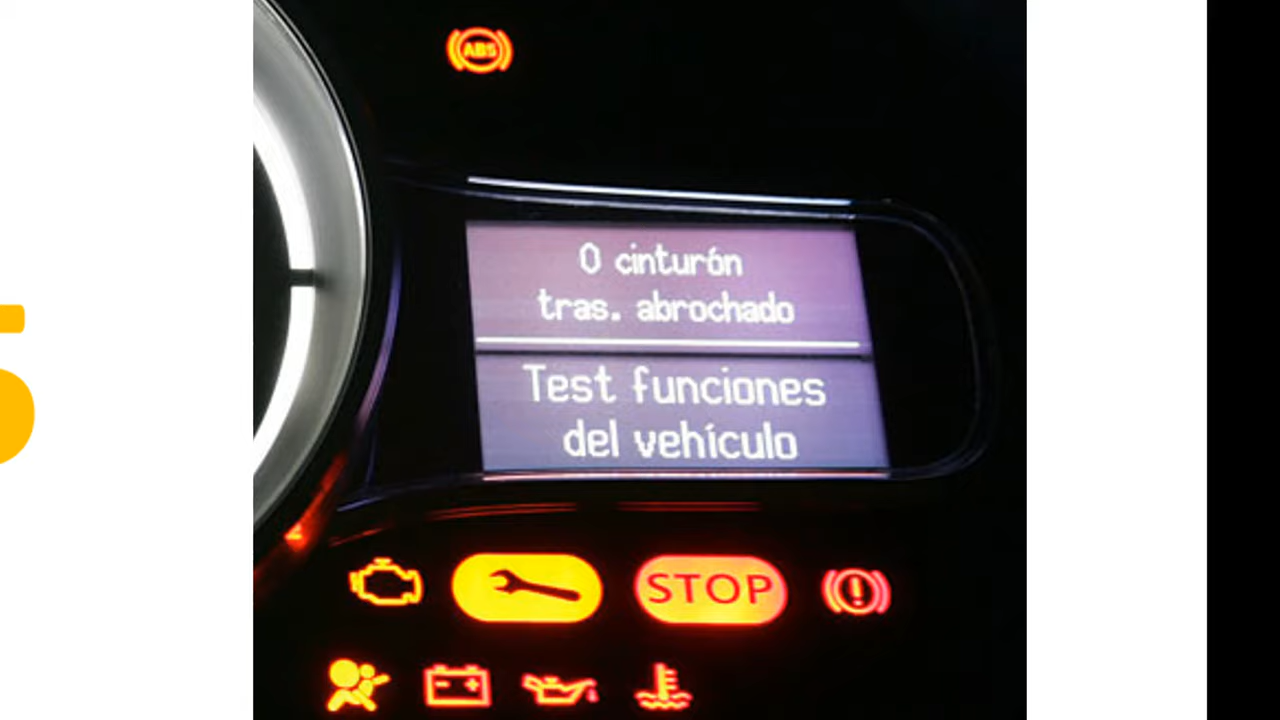 ABS
0 cinturón
tras. abrochado
Test funciones
del vehículo
STOP